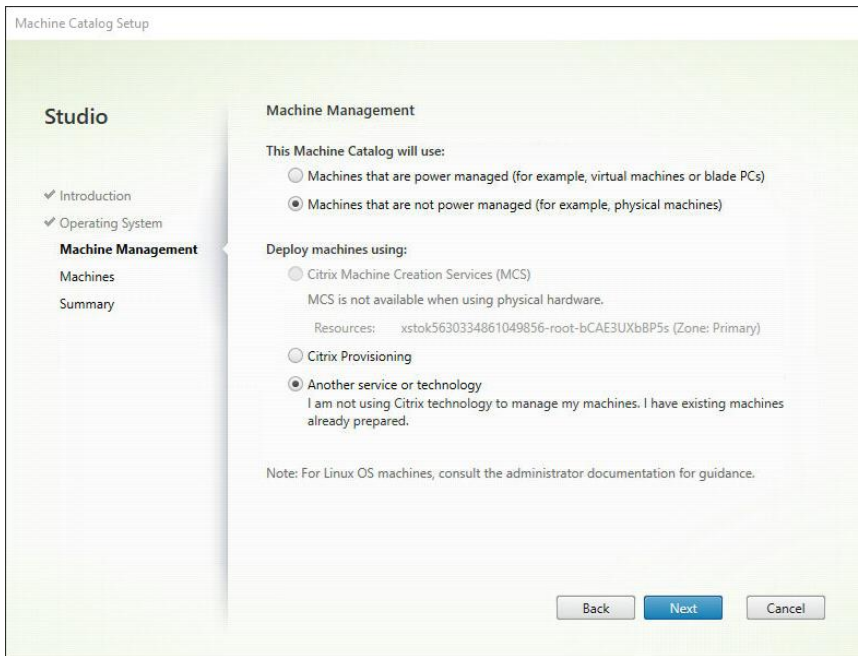 Machine Catalog Setup
Studio
Introduction
Operating System
Machine Management
Machines
Summary
Machine Management
This Machine Catalog will use:
Machines that are power managed (for example, virtual machines or blade PCs)
Machines that are not power managed (for example, physical machines)
Deploy machines using:
Citrix Machine Creation Services (MCS)
MCS is not available when using physical hardware.
Resources: xstok5630334861049856-root-bCAE3UXbBP5s (Zone: Primary)
Citrix Provisioning
Another service or technology
I am not using Citrix technology to manage my machines. I have existing machines
already prepared.
Note: For Linux OS machines, consult the administrator documentation for guidance.
Back Next Cancel